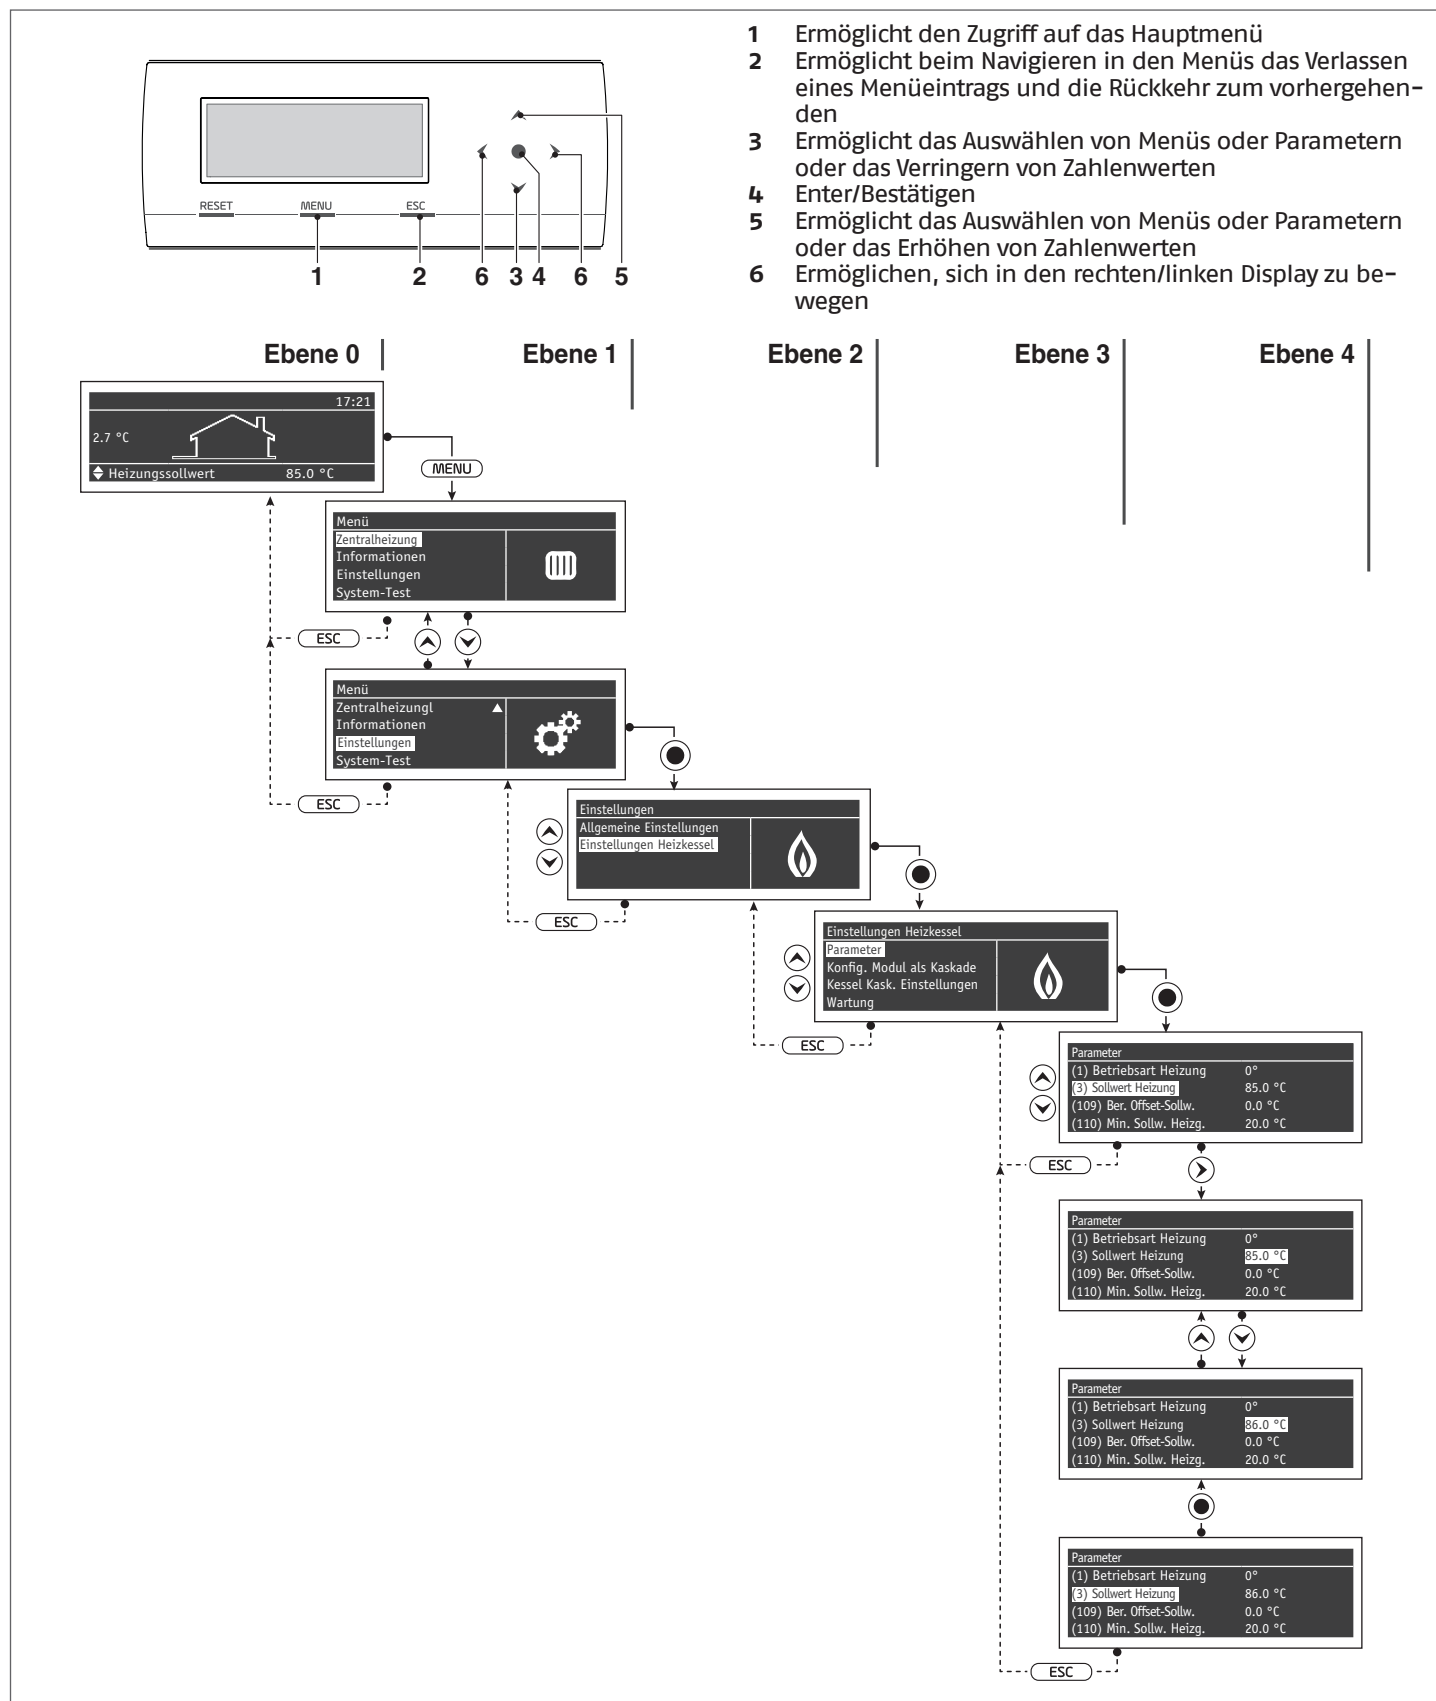 1 Ermöglicht den Zugriff auf das Hauptmenü
2 Ermöglicht beim Navigieren in den Menüs das Verlassen
eines Menüeintrags und die Rückkehr zum vorhergehen-
den
3 Ermöglicht das Auswählen von Menüs oder Parametern
oder das Verringern von Zahlenwerten
4 Enter/Bestätigen
5 Ermöglicht das Auswählen von Menüs oder Parametern
oder das Erhöhen von Zahlenwerten
6 Ermöglichen, sich in den rechten/linken Display zu be-
wegen
RESET MENU ESC
1 2 6 3 4 6 5
Ebene 0 Ebene 1 Ebene 2 Ebene 3 Ebene 4
17:21
2.7 °C
Heizungssollwert 85.0 °C
MENU
Menü
Zentralheizung
Informationen
Einstellungen
System-Test
ESC
Menü
Zentralheizungl
Informationen
Einstellungen
System-Test
ESC
Einstellungen
Allgemeine Einstellungen
Einstellungen Heizkessel
ESC
Einstellungen Heizkessel
Parameter
Konfig. Modul als Kaskade
Kessel Kask. Einstellungen
Wartung
ESC
Parameter
(1) Betriebsart Heizung 0°
(3) Sollwert Heizung 85.0 °C
(109) Ber. Offset-Sollw. 0.0 °C
(110) Min. Sollw. Heizg. 20.0 °C
ESC
Parameter
(1) Betriebsart Heizung 0°
(3) Sollwert Heizung 85.0 °C
(109) Ber. Offset-Sollw. 0.0 °C
(110) Min. Sollw. Heizg. 20.0 °C
Parameter
(1) Betriebsart Heizung 0°
(3) Sollwert Heizung 86.0 °C
(109) Ber. Offset-Sollw. 0.0 °C
(110) Min. Sollw. Heizg. 20.0 °C
Parameter
(1) Betriebsart Heizung 0°
(3) Sollwert Heizung 86.0 °C
(109) Ber. Offset-Sollw. 0.0 °C
(110) Min. Sollw. Heizg. 20.0 °C
ESC